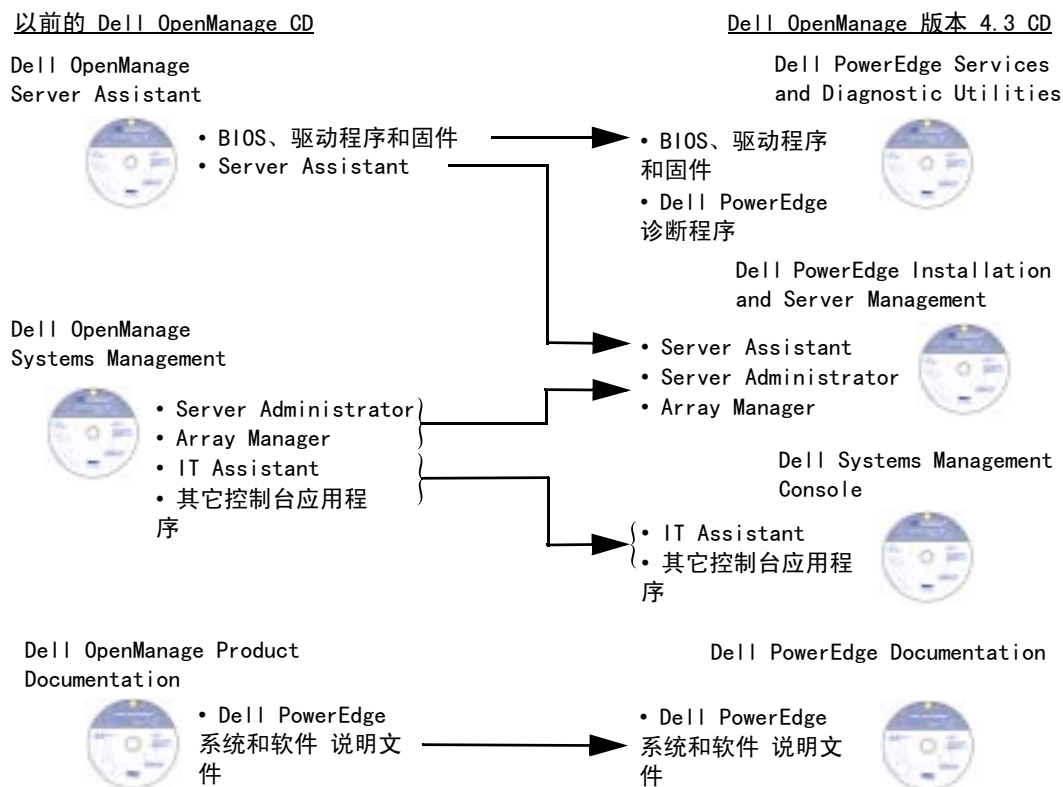 以前的 Dell OpenManage CD
Dell OpenManage 版本 4.3 CD
Dell OpenManage
Server Assistant
• BIOS、驱动程序和固件
• Server Assistant
Dell PowerEdge Services
and Diagnostic Utilities
• BIOS、驱动程序
和固件
• Dell PowerEdge
诊断程序
Dell PowerEdge Installation
and Server Management
• Server Assistant
• Server Administrator
• Array Manager
Dell OpenManage
Systems Management
• Server Administrator
• Array Manager
• IT Assistant
• 其它控制台应用程
序
Dell Systems Management
Console
• IT Assistant
• 其它控制台应用程
序
Dell OpenManage Product
Documentation
• Dell PowerEdge
系统和软件 说明文
件
Dell PowerEdge Documentation
• Dell PowerEdge
系统和软件 说明文
件